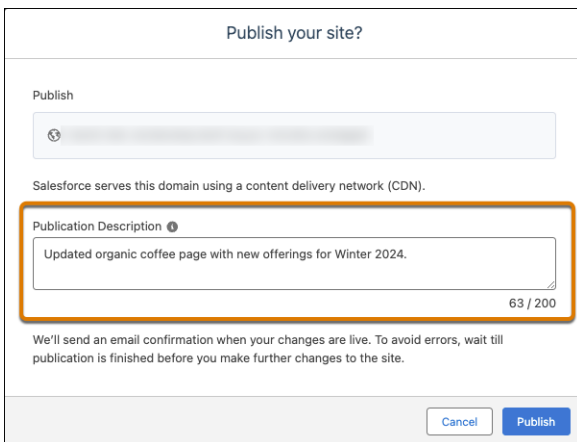 Publish your site?
Publish
Salesforce serves this domain using a content delivery network (CDN).
Publication Description
Updated organic coffee page with new offerings for Winter 2024.
63 / 200
We'll send an email confirmation when your changes are live. To avoid errors, wait till
publication is finished before you make further changes to the site.
Cancel
Publish